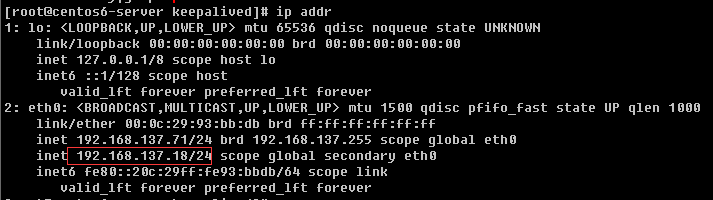 [root@centos6-server keepalived]# ip addr
1: lo: <LOOPBACK,UP,LOWER_UP> mtu 65536 qdisc noqueue state UNKNOWN
link/loopback 00:00:00:00:00:00 brd 00:00:00:00:00:00
inet 127.0.0.1/8 scope host lo
inet6 ::1/128 scope host
valid_lft forever preferred_lft forever
2: eth0: <BROADCAST,MULTICAST,UP,LOWER_UP> mtu 1500 qdisc pfifo_fast state UP qlen 1000
link/ether 00:0c:29:93:bb:db brd ff:ff:ff:ff:ff:ff
inet 192.168.137.71/24 brd 192.168.137.255 scope global eth0
inet 192.168.137.18/24 scope global secondary eth0
inet6 fe80::20c:29ff:fe93:bbdb/64 scope link
valid_lft forever preferred_lft forever